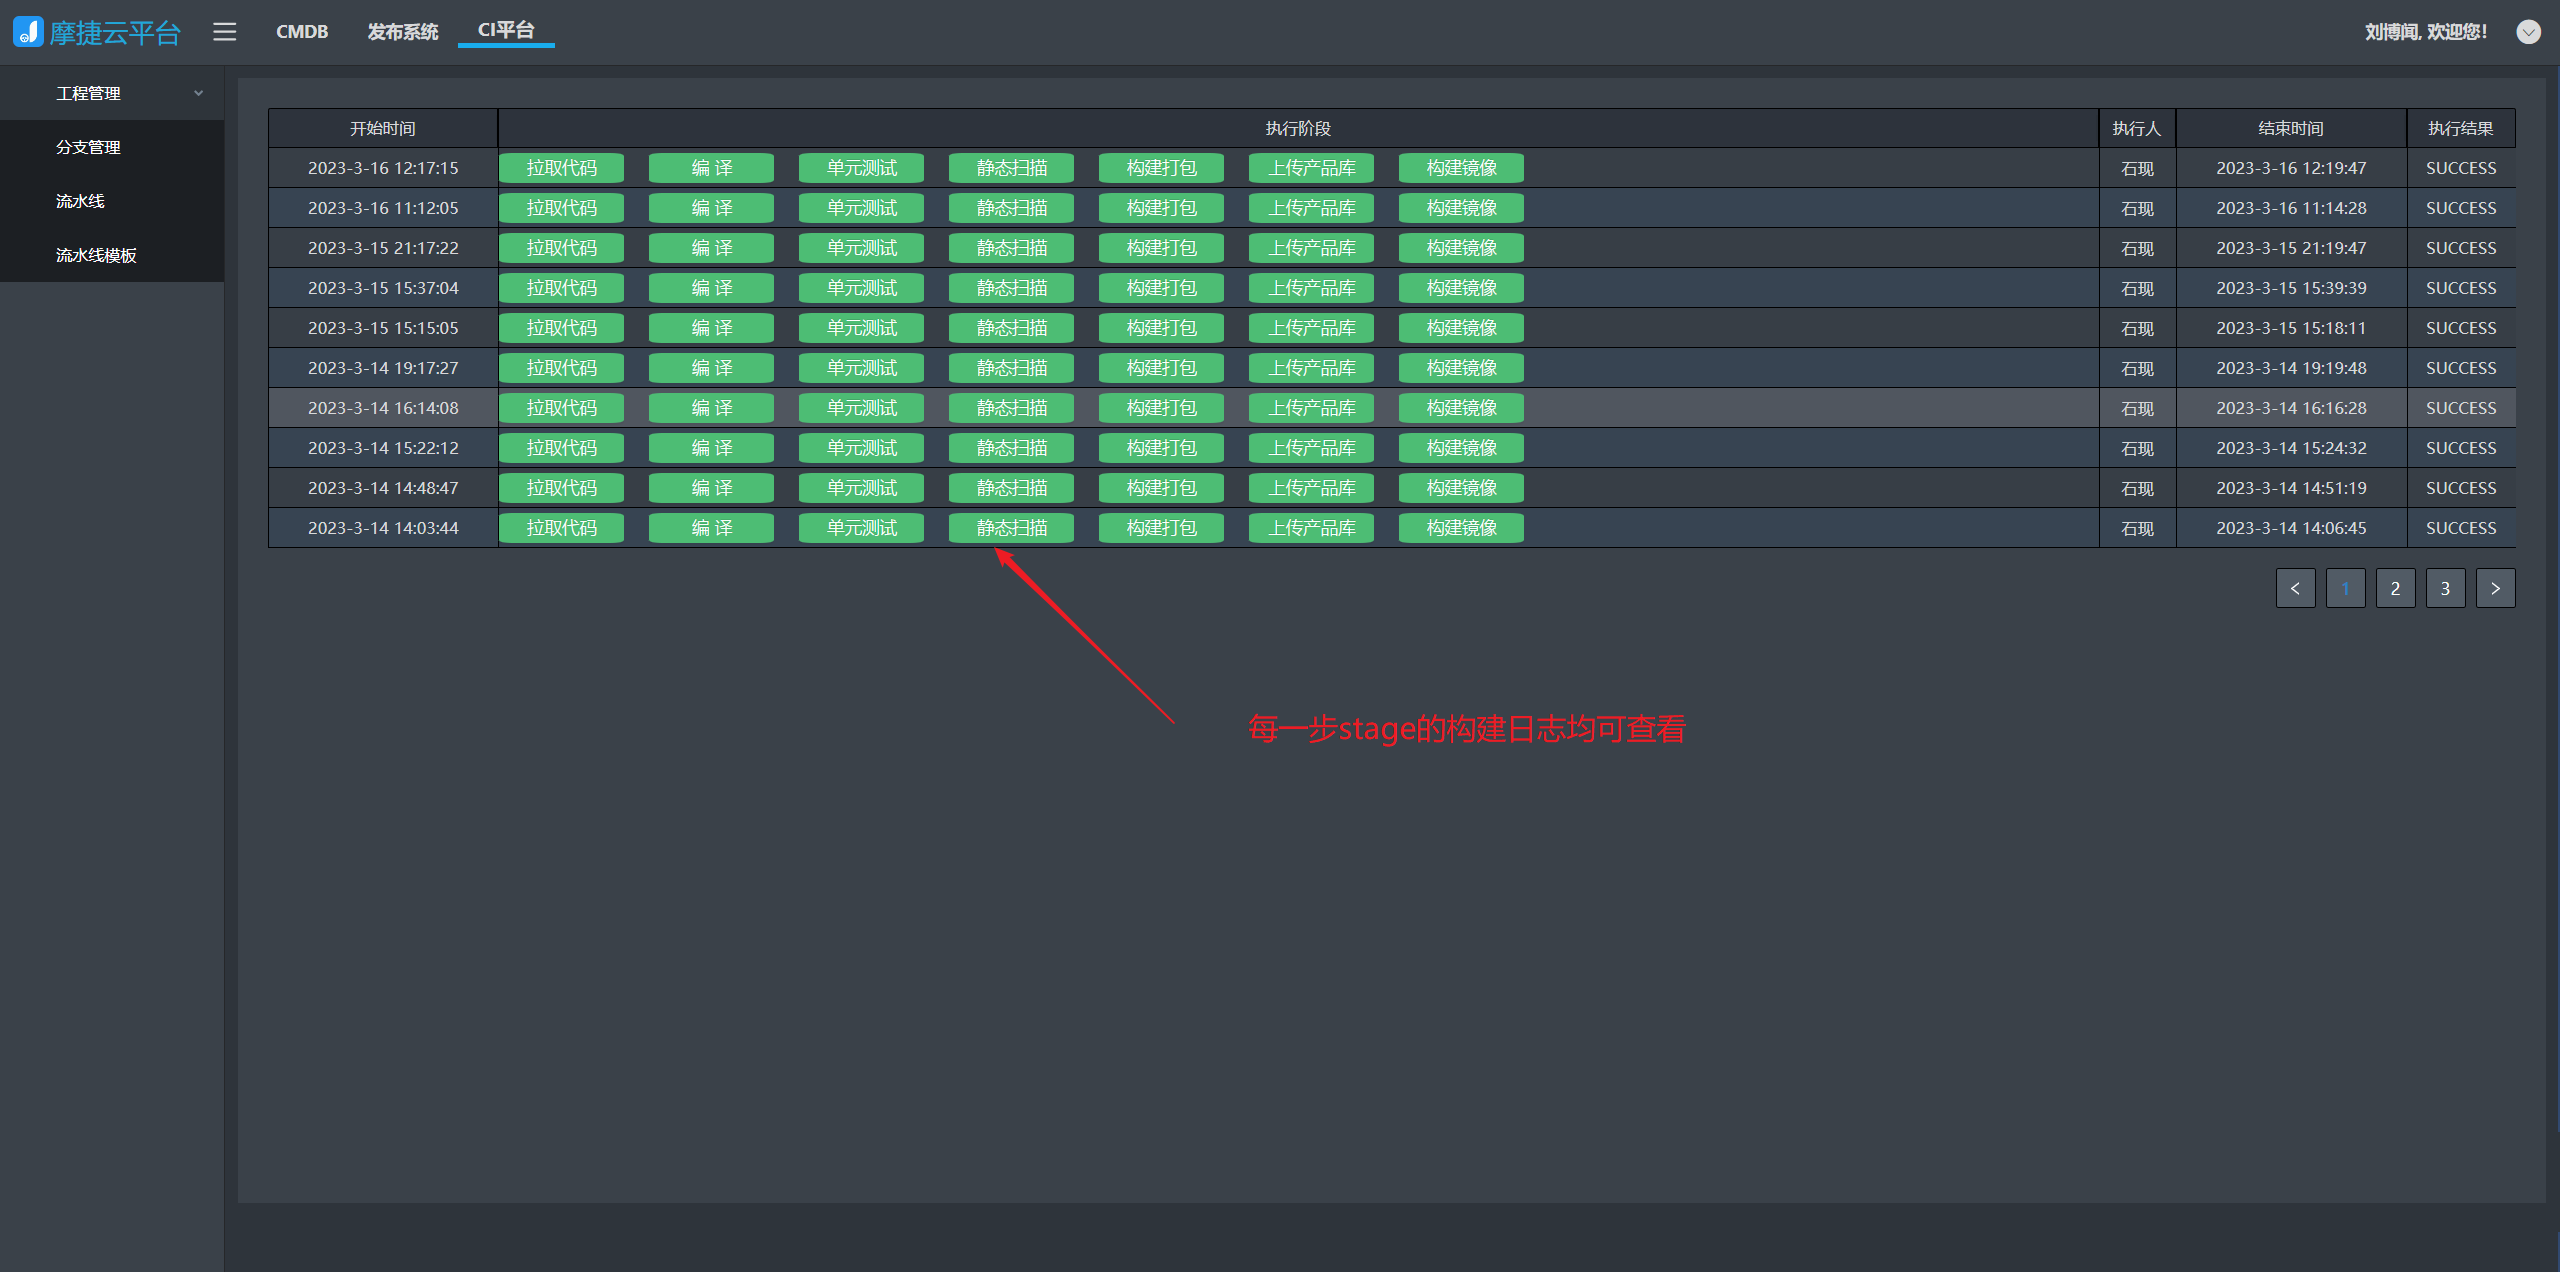 摩捷云平台 CMDB 发布系统 CI平台 刘博闻, 欢迎您!
工程管理
分支管理
流水线
流水线模板
开始时间 执行阶段 执行人 结束时间 执行结果
2023-3-16 12:17:15 拉取代码 编 译 单元测试 静态扫描 构建打包 上传产品库 构建镜像 石现 2023-3-16 12:19:47 SUCCESS
2023-3-16 11:12:05 拉取代码 编 译 单元测试 静态扫描 构建打包 上传产品库 构建镜像 石现 2023-3-16 11:14:28 SUCCESS
2023-3-15 21:17:22 拉取代码 编 译 单元测试 静态扫描 构建打包 上传产品库 构建镜像 石现 2023-3-15 21:19:47 SUCCESS
2023-3-15 15:37:04 拉取代码 编 译 单元测试 静态扫描 构建打包 上传产品库 构建镜像 石现 2023-3-15 15:39:39 SUCCESS
2023-3-15 15:15:05 拉取代码 编 译 单元测试 静态扫描 构建打包 上传产品库 构建镜像 石现 2023-3-15 15:18:11 SUCCESS
2023-3-14 19:17:27 拉取代码 编 译 单元测试 静态扫描 构建打包 上传产品库 构建镜像 石现 2023-3-14 19:19:48 SUCCESS
2023-3-14 16:14:08 拉取代码 编 译 单元测试 静态扫描 构建打包 上传产品库 构建镜像 石现 2023-3-14 16:16:28 SUCCESS
2023-3-14 15:22:12 拉取代码 编 译 单元测试 静态扫描 构建打包 上传产品库 构建镜像 石现 2023-3-14 15:24:32 SUCCESS
2023-3-14 14:48:47 拉取代码 编 译 单元测试 静态扫描 构建打包 上传产品库 构建镜像 石现 2023-3-14 14:51:19 SUCCESS
2023-3-14 14:03:44 拉取代码 编 译 单元测试 静态扫描 构建打包 上传产品库 构建镜像 石现 2023-3-14 14:06:45 SUCCESS
< 1 2 3 >
每一步stage的构建日志均可查看